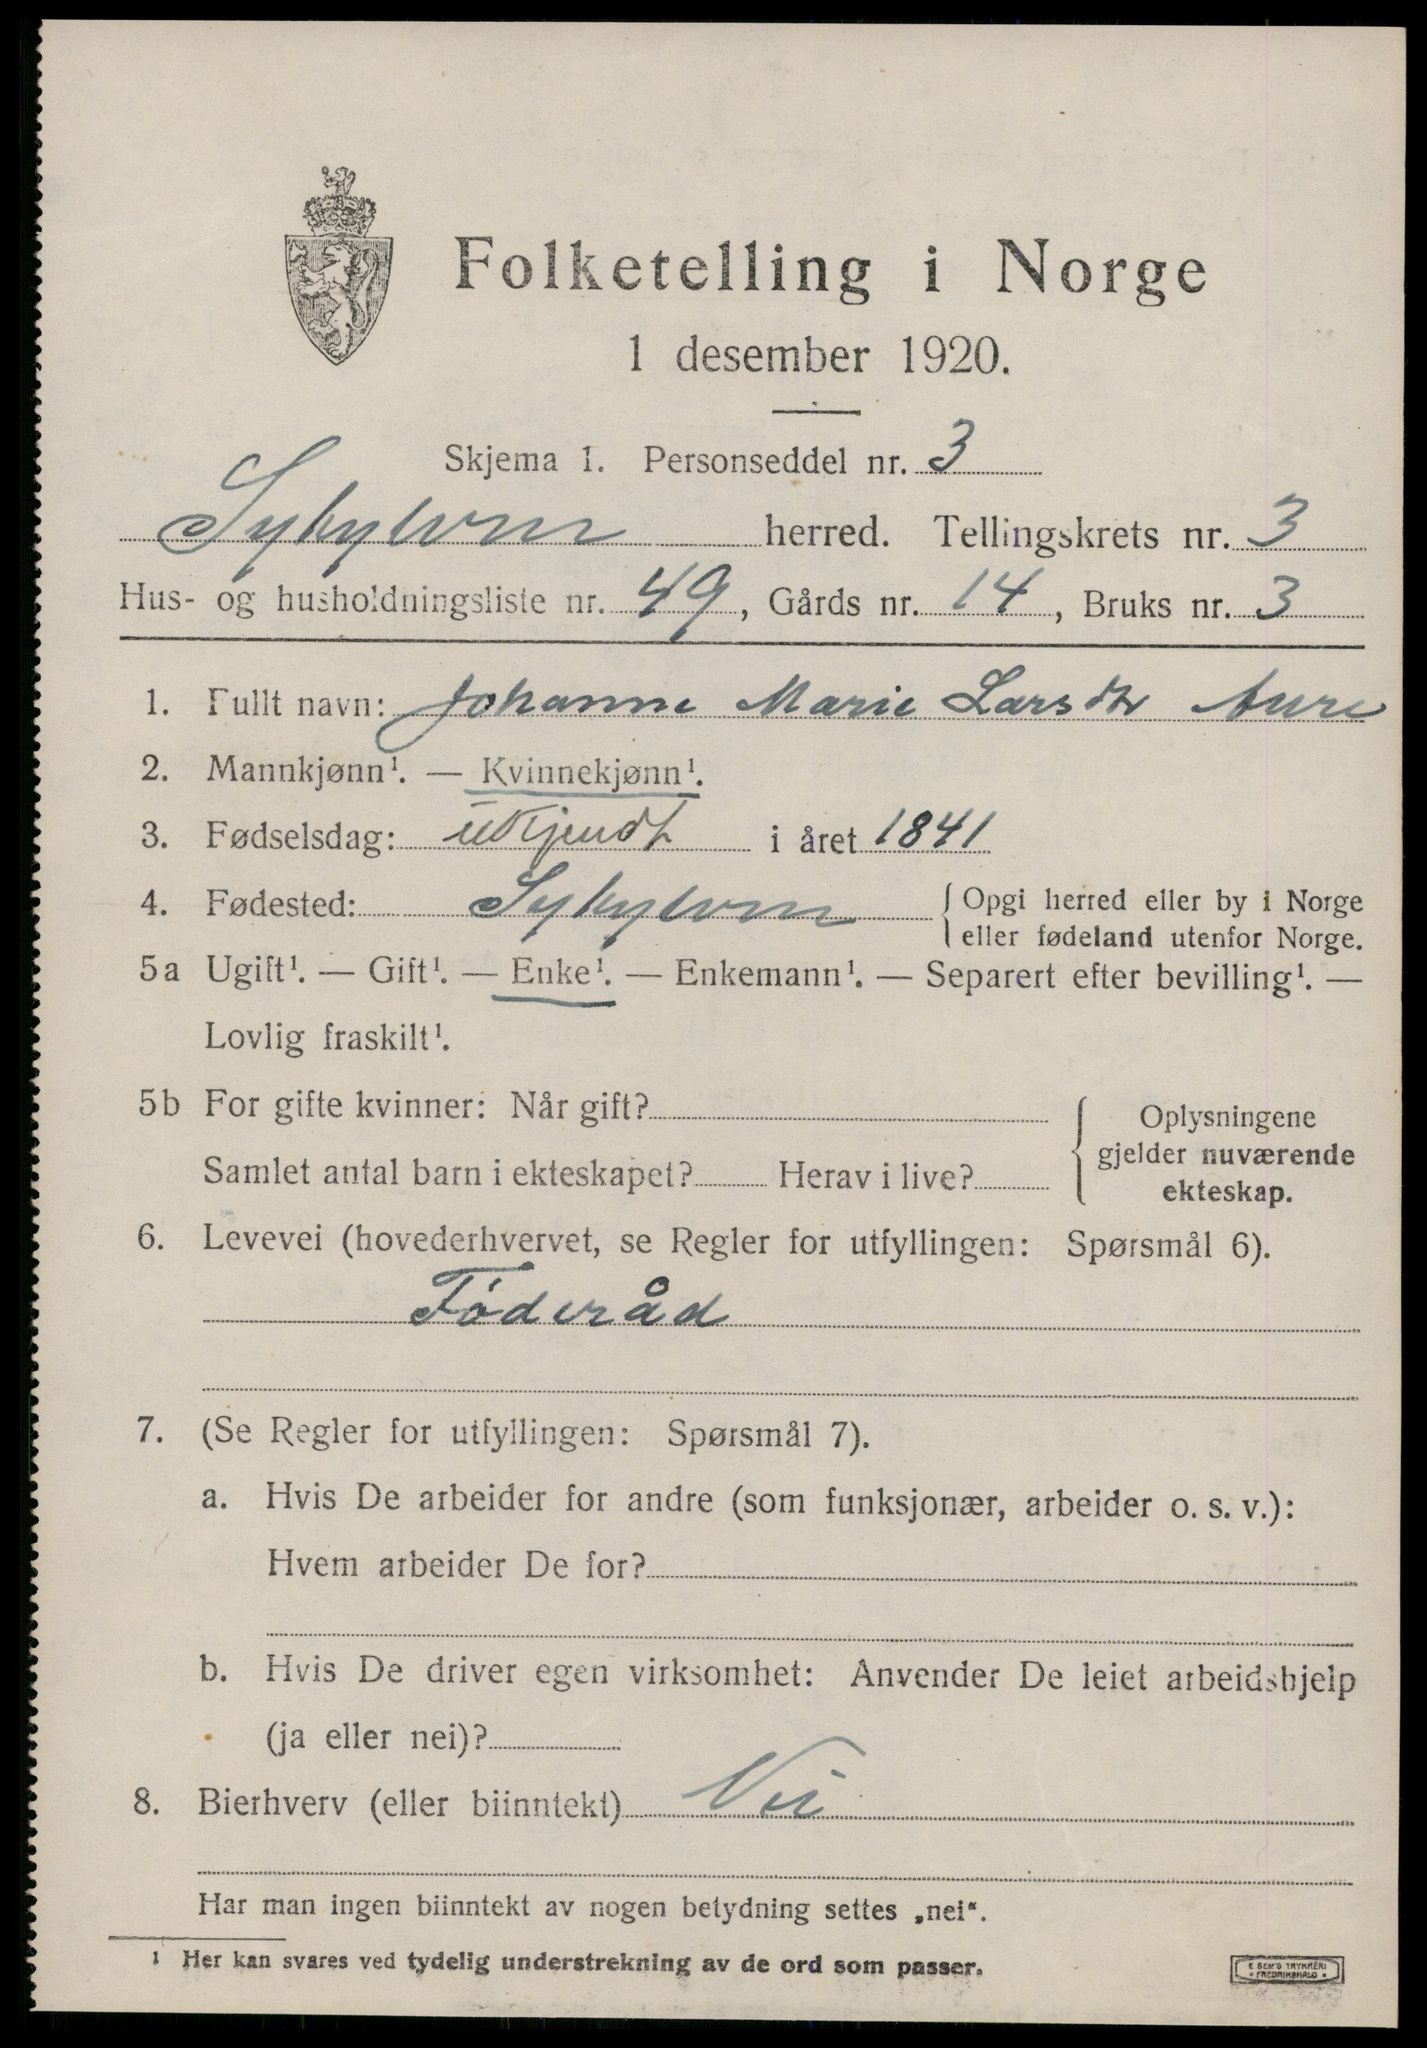 Folketelling i Norge
1 desember 1920.
Skjema 1. Personseddel nr. 3
Sykylven herred. Tellingskrets nr. 3
Hus- og husholdningsliste nr. 49, Gårds nr. 14, Bruks nr. 3
1. Fullt navn: Johanne Marie Larsdtr Aure
2. Mannkjønn¹. — Kvinnekjønn¹.
3. Fødselsdag: i året 1841
4. Fødested: Sykylven { Opgi herred eller by i Norge
eller fødeland utenfor Norge.
5a Ugift¹. — Gift¹. — Enke¹. — Enkemann¹. — Separert efter bevilling¹. —
Lovlig fraskilt¹.
5b For gifte kvinner: Når gift? { Oplysningene
gjelder nuværende
Samlet antal barn i ekteskapet? Herav i live?
ekteskap.
6. Levevei (hovederhvervet, se Regler for utfyllingen: Spørsmål 6).
Føderåd
7. (Se Regler for utfyllingen: Spørsmål 7).
a. Hvis De arbeider for andre (som funksjonær, arbeider o. s. v.):
Hvem arbeider De for?
b. Hvis De driver egen virksomhet: Anvender De leiet arbeidshjelp
(ja eller nei)?
8. Bierhverv (eller biinntekt) Nei
Har man ingen biinntekt av nogen betydning settes „nei“.
¹ Her kan svares ved tydelig understrekning av de ord som passer.
E SEM'S TRYKKERI
FREDRIKSHALD